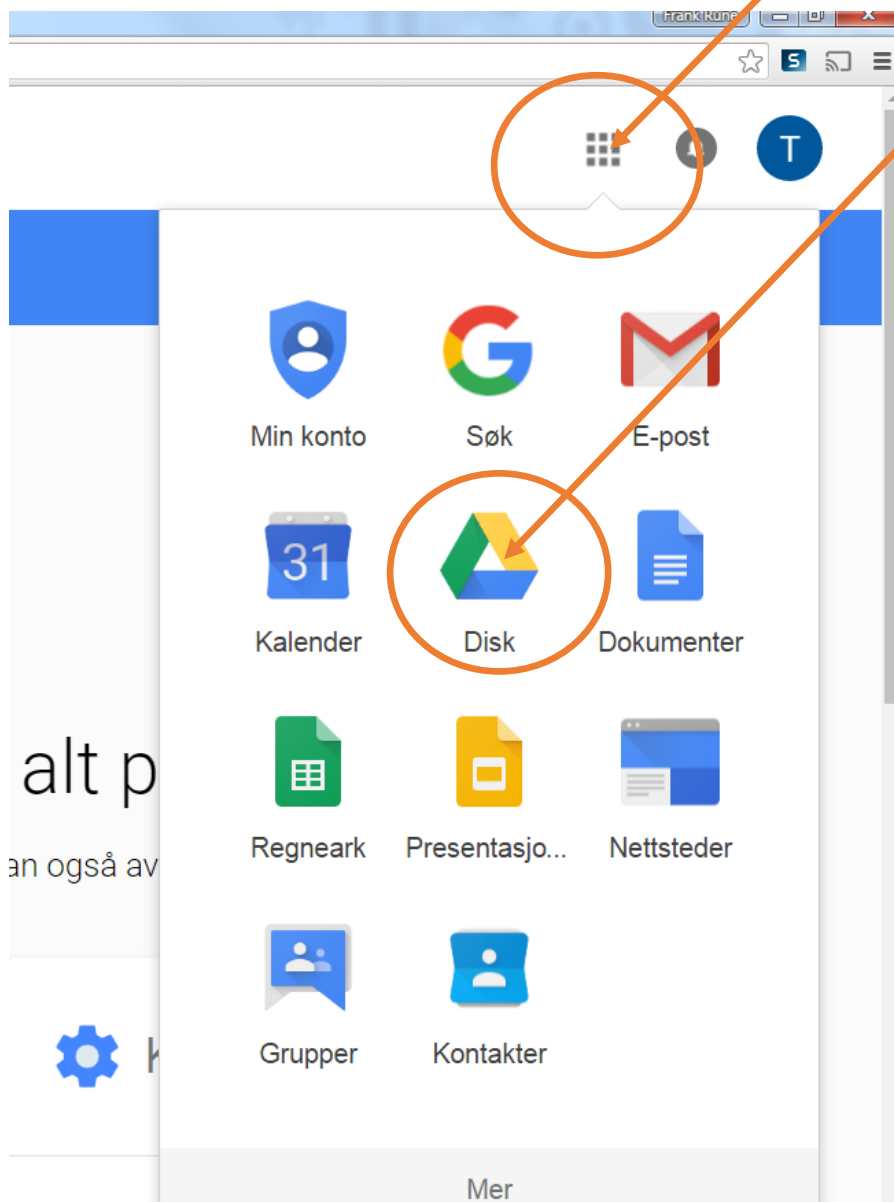 Frank Rune
S
T
Min konto
Søk
E-post
31
Kalender
Disk
Dokumenter
alt p
Regneark
Presentasjo...
Nettsteder
an også av
Grupper
Kontakter
Mer